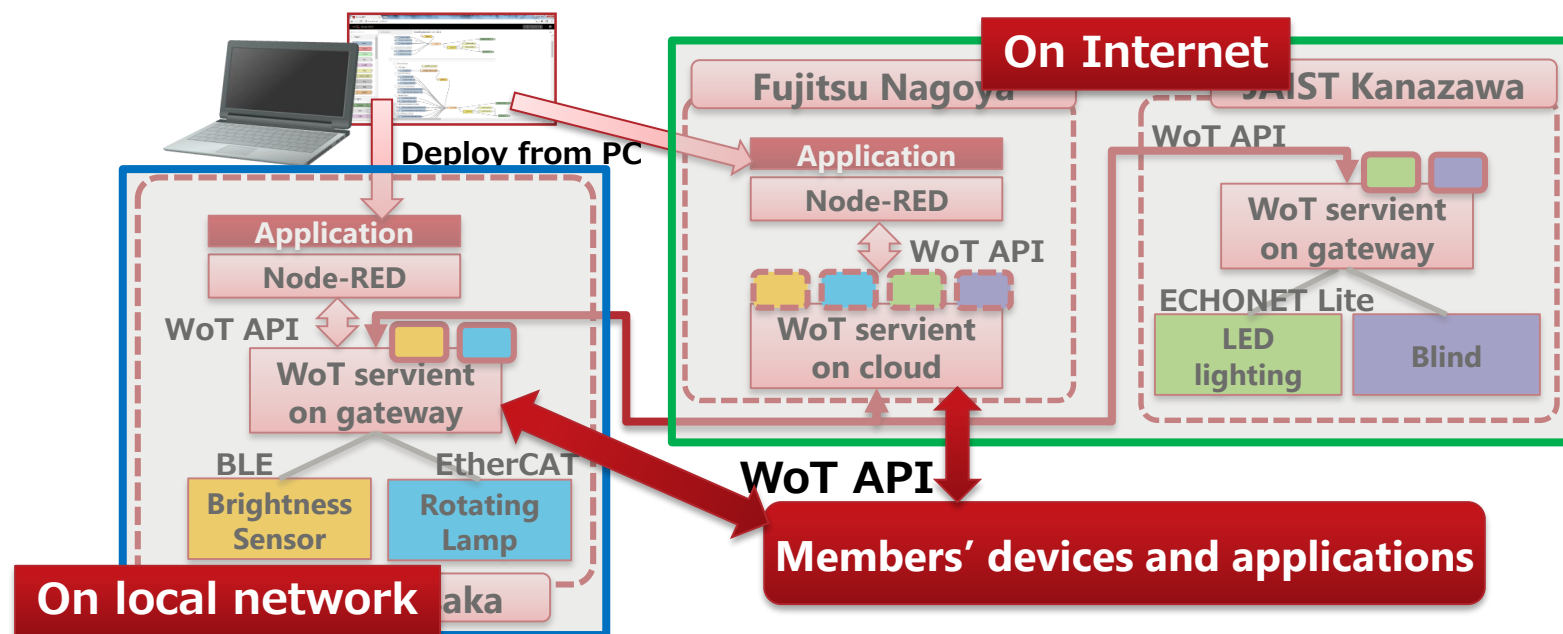 On Internet
Fujitsu Nagoya
JAIST Kanazawa
Deploy from PC
Application
Node-RED
WoT API
WoT servient
on cloud
WoT API
WoT servient
on gateway
ECHONET Lite
LED
lighting
Blind
Application
Node-RED
WoT API
WoT servient
on gateway
BLE
EtherCAT
Brightness
Sensor
Rotating
Lamp
WoT API
Members’ devices and applications
On local network
aka